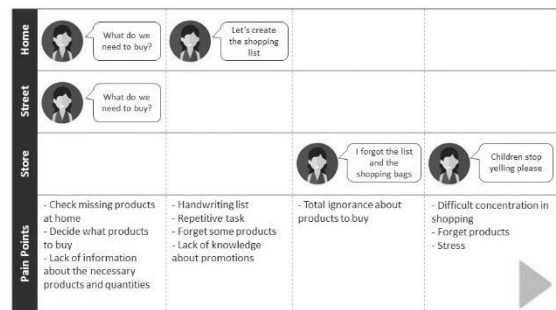 Home
What do we
need to buy?
Let's create
the shopping
list
Street
What do we
need to buy?
Store
I forgot the list
and the
shopping bags
Children stop
yelling please
Pain Points
- Check missing products
at home
- Decide what products
to buy
- Lack of information
about the necessary
products and quantities
- Handwriting list
- Repetitive task
- Forget some products
- Lack of knowledge
about promotions
- Total ignorance about
products to buy
- Difficult concentration in
shopping
- Forget products
- Stress